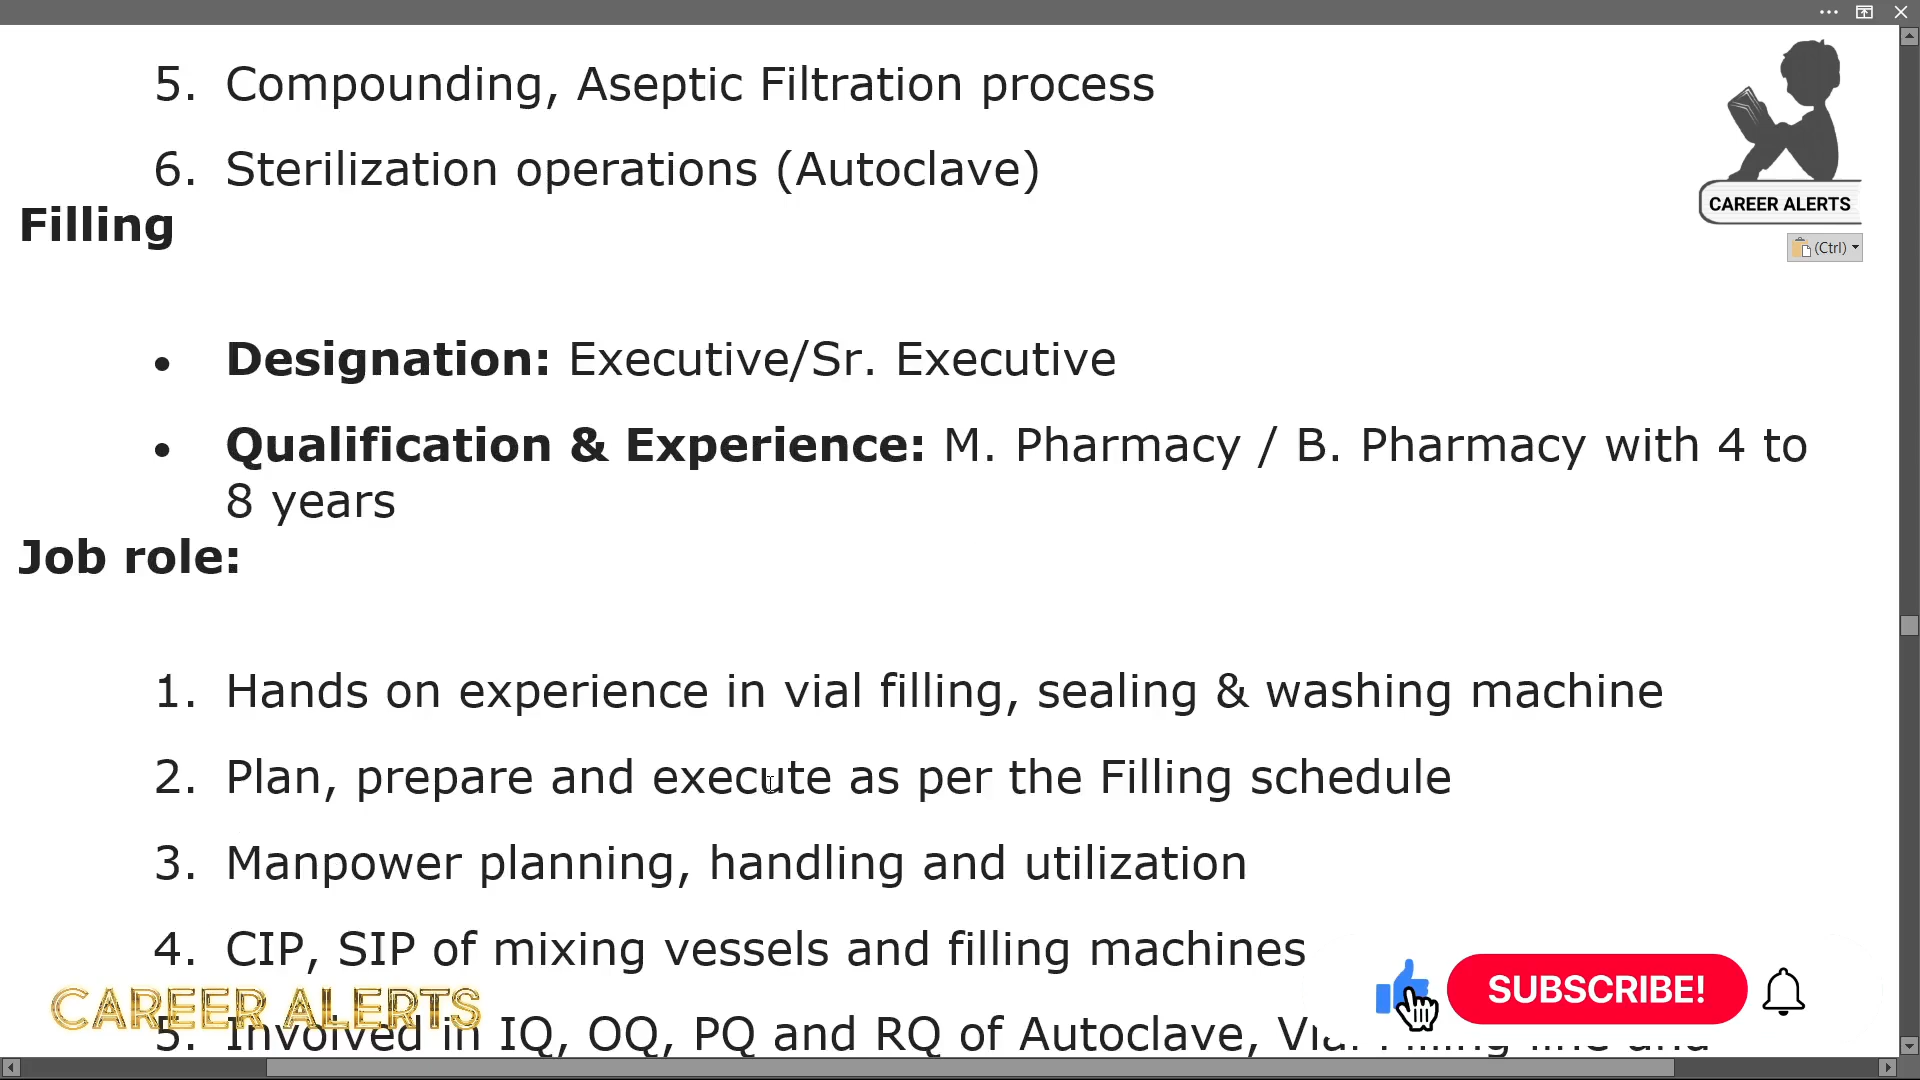 5. Compounding, Aseptic Filtration process
6. Sterilization operations (Autoclave)
CAREER ALERTS
Filling
(Ctrl)
• Designation: Executive/Sr. Executive
• Qualification & Experience: M. Pharmacy / B. Pharmacy with 4 to
8 years
Job role:
1. Hands on experience in vial filling, sealing & washing machine
2. Plan, prepare and execute as per the Filling schedule
3. Manpower planning, handling and utilization
4. CIP, SIP of mixing vessels and filling machines
SUBSCRIBE!
CAREER ALERTS
5. Involved in IQ, OQ, PQ and RQ of Autoclave, Vial Filling line and